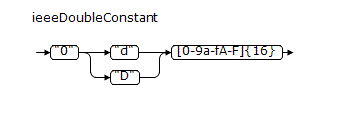 ieeeDoubleConstant
"0" "d" [0-9a-fA-F]{16}
"D"